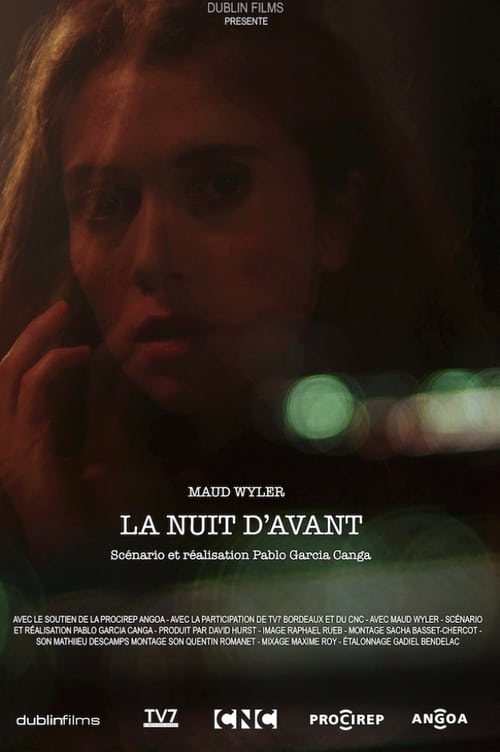 DUBLIN FILMS
PRESENTE
MAUD WYLER
LA NUIT D'AVANT
Scénario et réalisation Pablo Garcia Canga
AVEC LE SOUTIEN DE LA PROCIREP ANGOA - AVEC LA PARTICIPATION DE TV7 BORDEAUX ET DU CNC - AVEC MAUD WYLER - SCÉNARIO
ET RÉALISATION PABLO GARCIA CANGA - PRODUIT PAR DAVID HURST - IMAGE RAPHAEL RUEB - MONTAGE SACHA BASSET-CHERCOT -
SON MATHIIEU DESCAMPS MONTAGE SON QUENTIN ROMANET - MIXAGE MAXIME ROY - ÉTALONNAGE GADIEL BENDELAC
dublinfilms TV7 CNC PROCIREP ANGOA